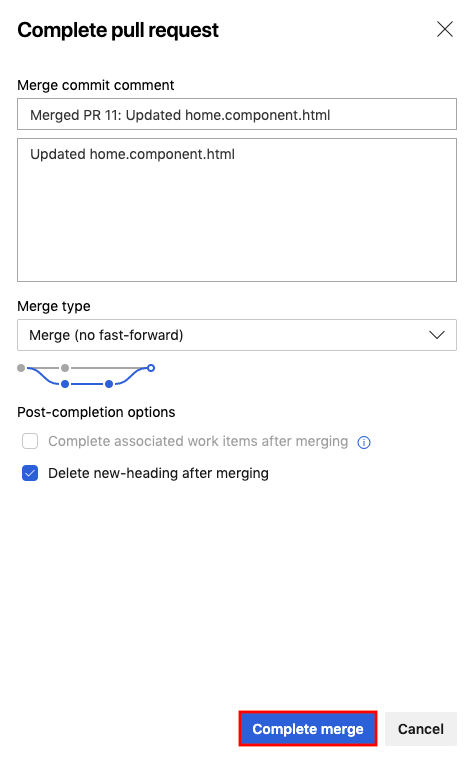 Complete pull request
Merge commit comment
Merged PR 11: Updated home.component.html
Updated home.component.html
Merge type
Merge (no fast-forward)
Post-completion options
Complete associated work items after merging
Delete new-heading after merging
Complete merge
Cancel